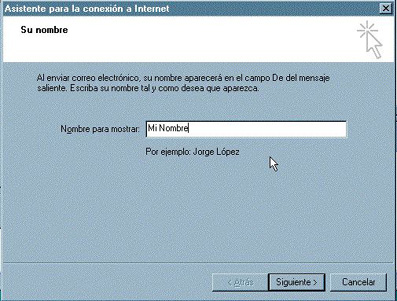 Asistente para la conexión a Internet
Su nombre
Al enviar correo electrónico, su nombre aparecerá en el campo De del mensaje
saliente. Escriba su nombre tal y como desea que aparezca.
Nombre para mostrar: Mi Nombre
Por ejemplo: Jorge López
< Atrás Siguiente > Cancelar